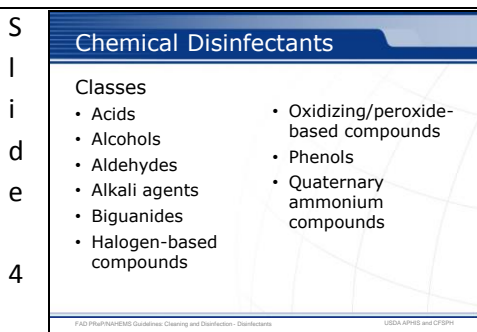 S
l
i
d
e
4
Chemical Disinfectants
Classes
• Acids
• Alcohols
• Aldehydes
• Alkali agents
• Biguanides
• Halogen-based
compounds
• Oxidizing/peroxide-
based compounds
• Phenols
• Quaternary
ammonium
compounds
FAD PReP/NAHEMS Guidelines: Cleaning and Disinfection - Disinfectants
USDA APHIS and CFSPH